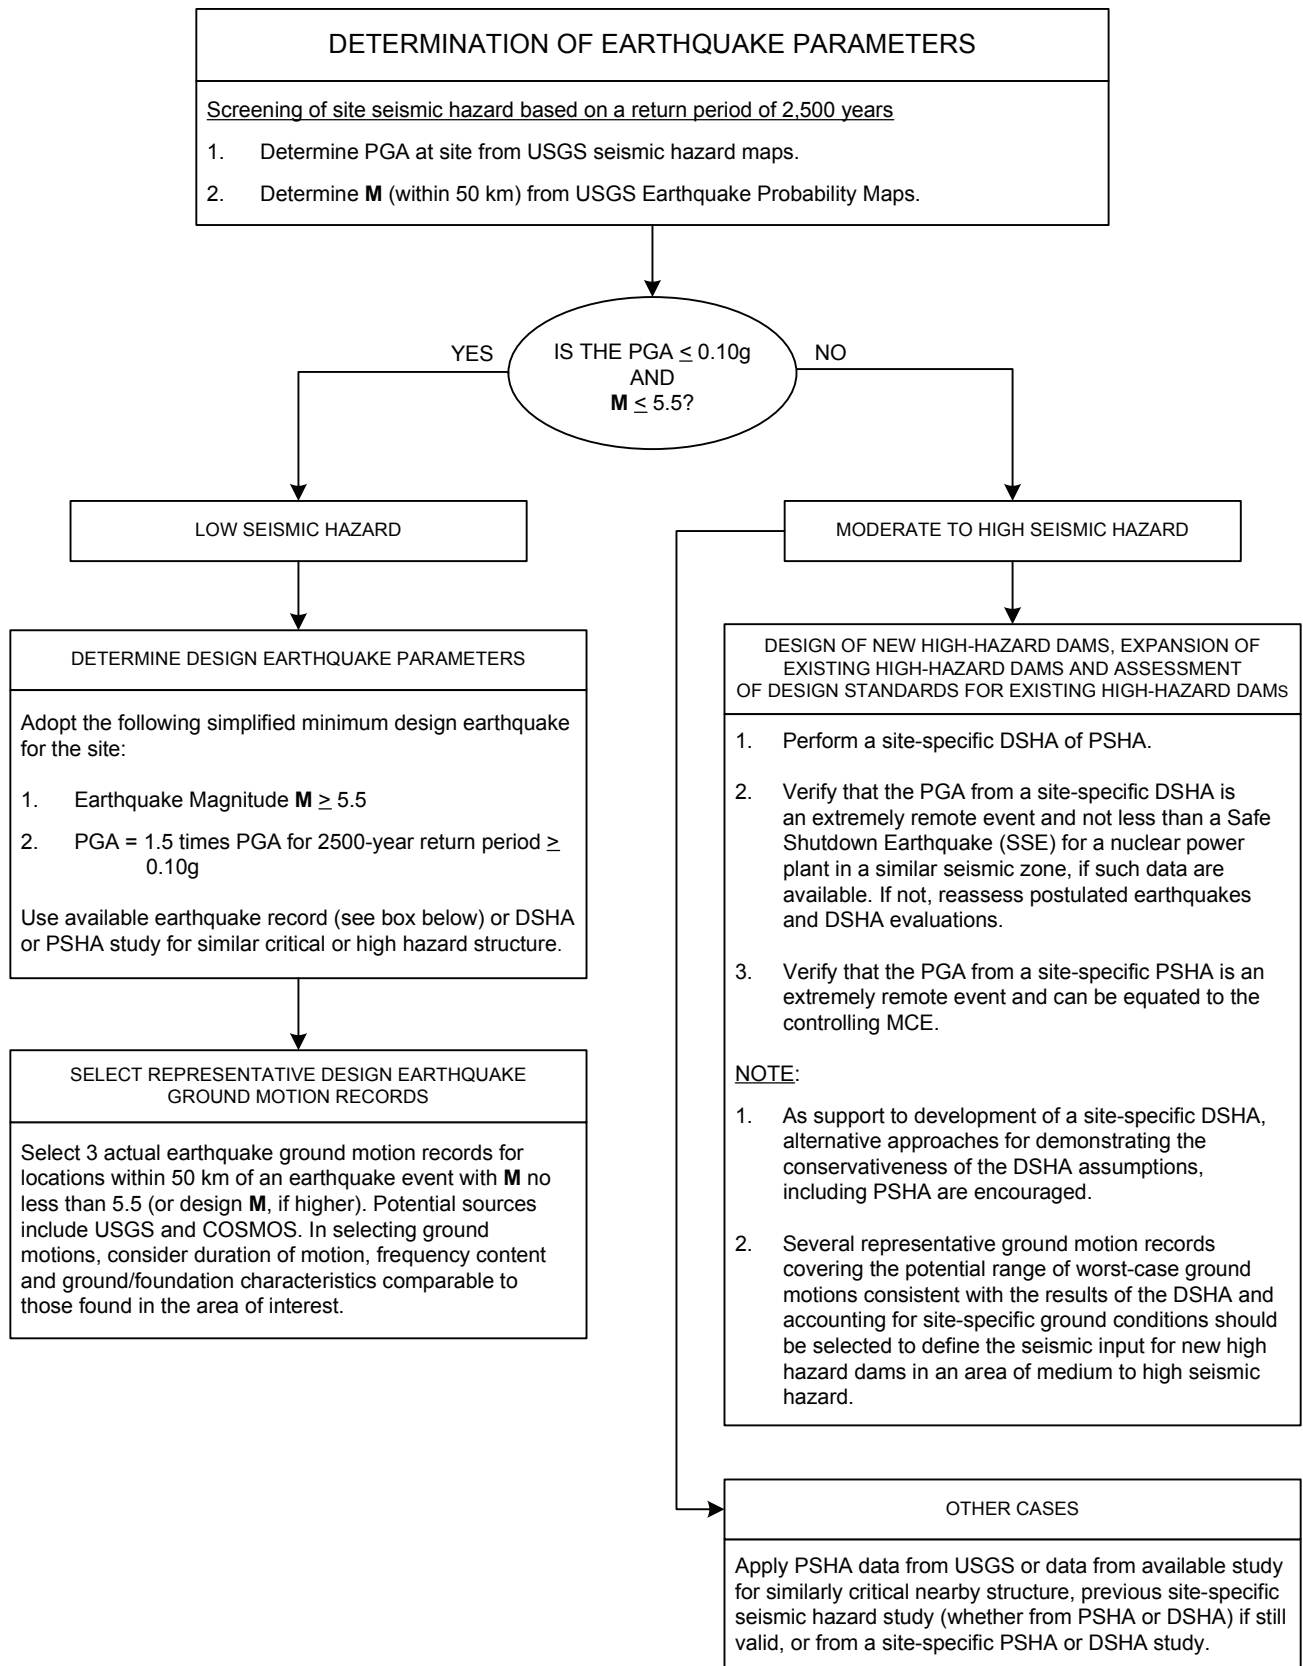 DETERMINATION OF EARTHQUAKE PARAMETERS
Screening of site seismic hazard based on a return period of 2,500 years
1. Determine PGA at site from USGS seismic hazard maps.
2. Determine M (within 50 km) from USGS Earthquake Probability Maps.
YES
IS THE PGA ≤ 0.10g
AND
M ≤ 5.5?
NO
LOW SEISMIC HAZARD
MODERATE TO HIGH SEISMIC HAZARD
DETERMINE DESIGN EARTHQUAKE PARAMETERS
Adopt the following simplified minimum design earthquake
for the site:
1. Earthquake Magnitude M ≥ 5.5
2. PGA = 1.5 times PGA for 2500-year return period ≥
0.10g
Use available earthquake record (see box below) or DSHA
or PSHA study for similar critical or high hazard structure.
SELECT REPRESENTATIVE DESIGN EARTHQUAKE
GROUND MOTION RECORDS
Select 3 actual earthquake ground motion records for
locations within 50 km of an earthquake event with M no
less than 5.5 (or design M, if higher). Potential sources
include USGS and COSMOS. In selecting ground
motions, consider duration of motion, frequency content
and ground/foundation characteristics comparable to
those found in the area of interest.
DESIGN OF NEW HIGH-HAZARD DAMS, EXPANSION OF
EXISTING HIGH-HAZARD DAMS AND ASSESSMENT
OF DESIGN STANDARDS FOR EXISTING HIGH-HAZARD DAMS
1. Perform a site-specific DSHA of PSHA.
2. Verify that the PGA from a site-specific DSHA is
an extremely remote event and not less than a Safe
Shutdown Earthquake (SSE) for a nuclear power
plant in a similar seismic zone, if such data are
available. If not, reassess postulated earthquakes
and DSHA evaluations.
3. Verify that the PGA from a site-specific PSHA is an
extremely remote event and can be equated to the
controlling MCE.
NOTE:
1. As support to development of a site-specific DSHA,
alternative approaches for demonstrating the
conservativeness of the DSHA assumptions,
including PSHA are encouraged.
2. Several representative ground motion records
covering the potential range of worst-case ground
motions consistent with the results of the DSHA and
accounting for site-specific ground conditions should
be selected to define the seismic input for new high
hazard dams in an area of medium to high seismic
hazard.
OTHER CASES
Apply PSHA data from USGS or data from available study
for similarly critical nearby structure, previous site-specific
seismic hazard study (whether from PSHA or DSHA) if still
valid, or from a site-specific PSHA or DSHA study.